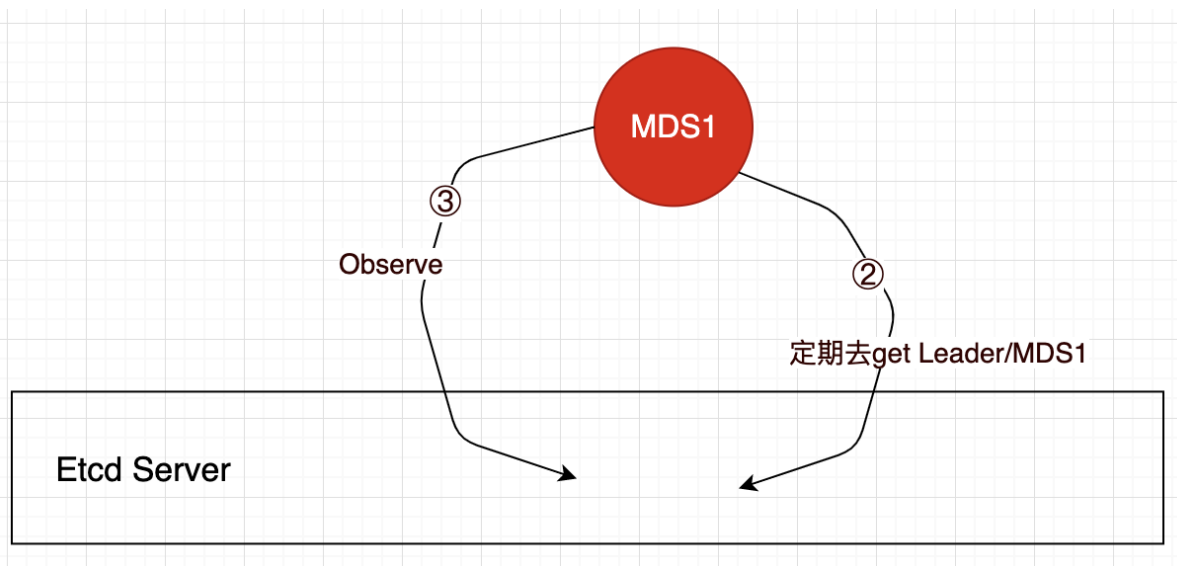 MDS1
③
Observe
②
定期去get Leader/MDS1
Etcd Server